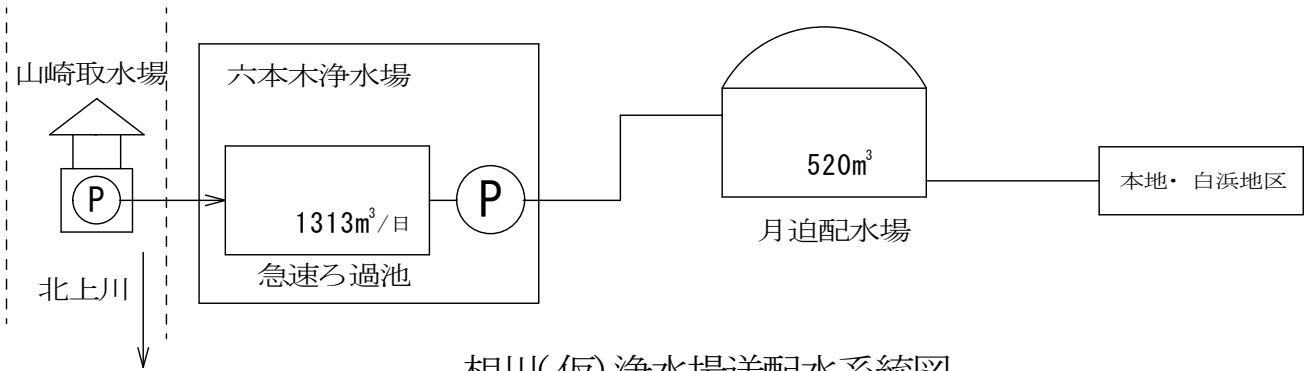 山崎取水場
六本木浄水場
P
P
1313m³/日
520m³
本地・白浜地区
月迫配水場
急速ろ過池
北上川